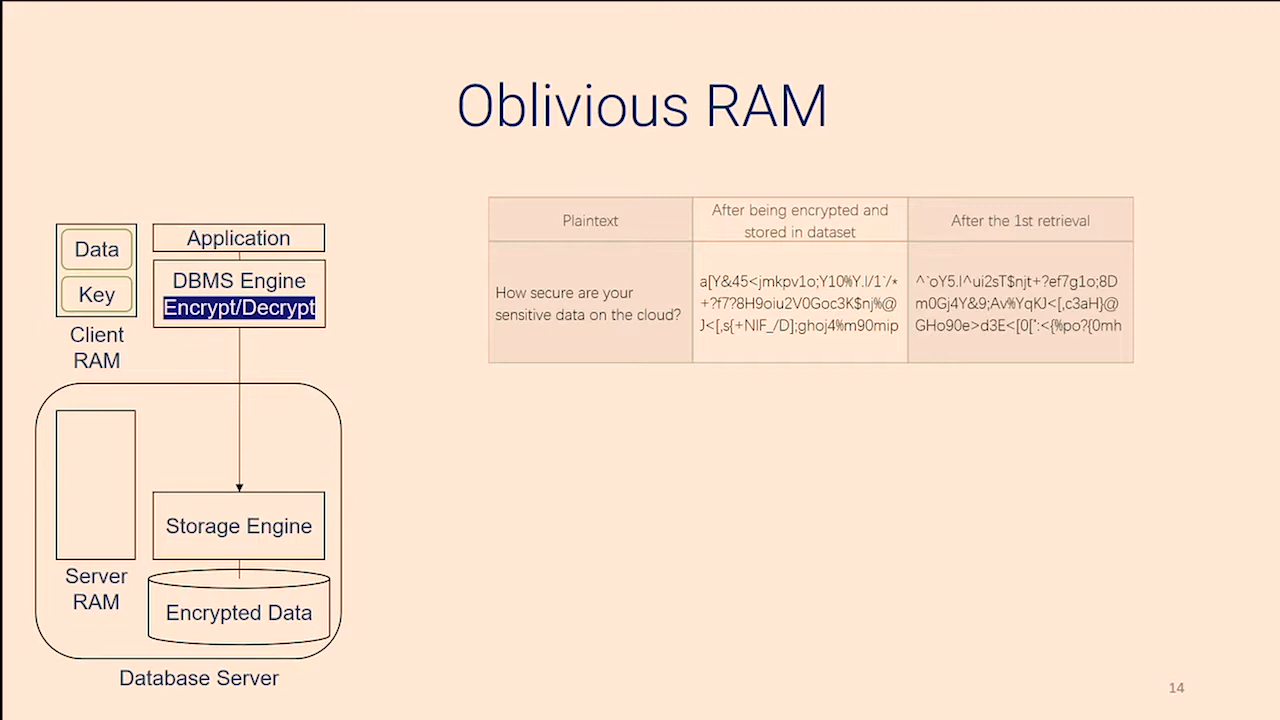 Oblivious RAM
Data
Key
Client
RAM
Application
DBMS Engine
Encrypt/Decrypt
Server
RAM
Storage Engine
Encrypted Data
Database Server
Plaintext
After being encrypted and
stored in dataset
After the 1st retrieval
How secure are your
sensitive data on the cloud?
a[Y&45<jmkpv1o;Y10%Y.I/1`/*
+?f7?8H9oiu2V0Goc3K$nj%@
J<[,s{+NIF_/D];ghoj4%m90mip
^`oY5.I^ui2sT$njt+?ef7g1o;8D
m0Gj4Y&9;Av%YqKJ<[,c3aH}@
GHo90e>d3E<[0[":<{%po?{0mh
14